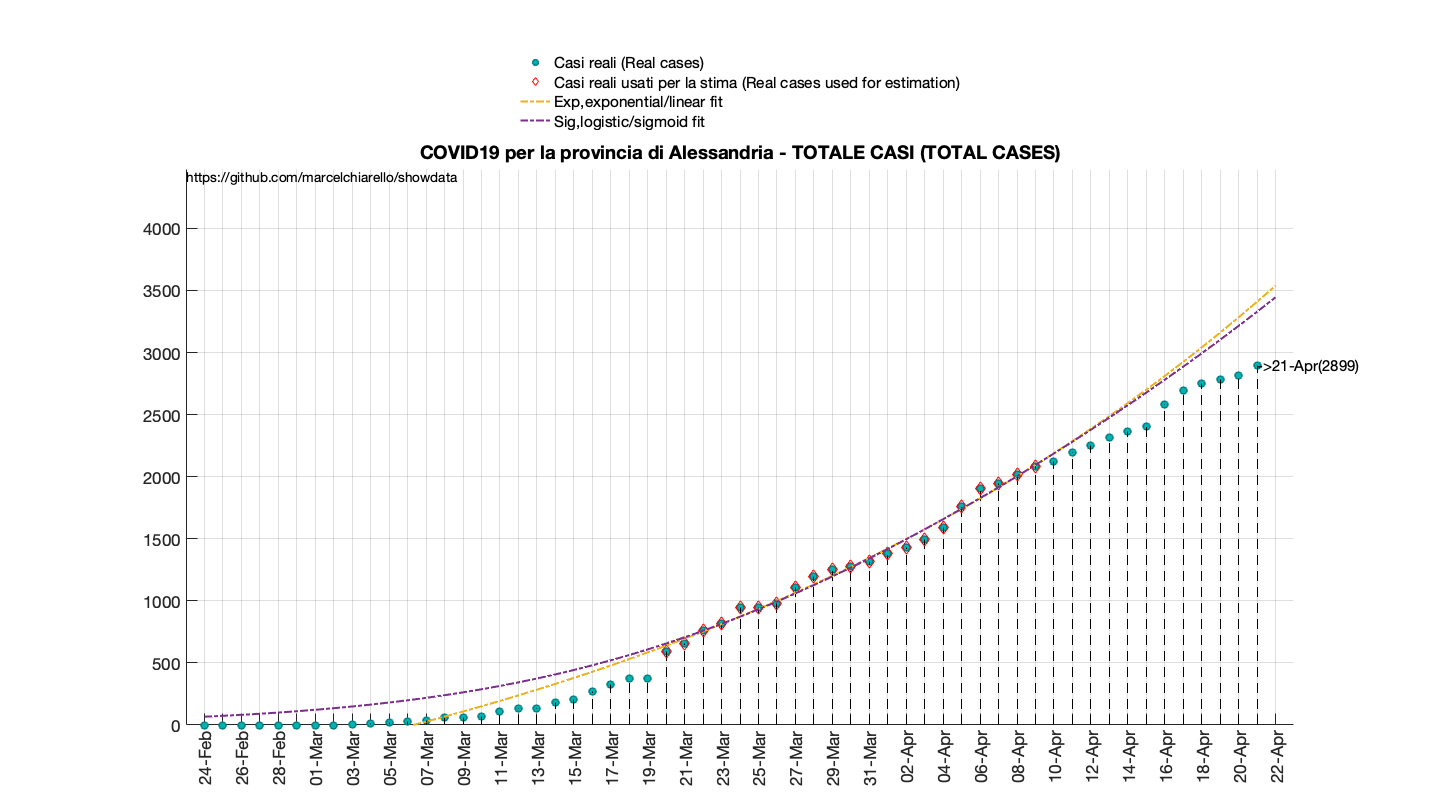 Casi reali (Real cases)
Casi reali usati per la stima (Real cases used for estimation)
Exp,exponential/linear fit
Sig,logistic/sigmoid fit
COVID19 per la provincia di Alessandria - TOTALE CASI (TOTAL CASES)
https://github.com/marcelchiarello/showdata
4000
3500
3000
2500
2000
1500
1000
500
0
->21-Apr(2899)
24-Feb
26-Feb
28-Feb
01-Mar
03-Mar
05-Mar
07-Mar
09-Mar
11-Mar
13-Mar
15-Mar
17-Mar
19-Mar
21-Mar
23-Mar
25-Mar
27-Mar
29-Mar
31-Mar
02-Apr
04-Apr
06-Apr
08-Apr
10-Apr
12-Apr
14-Apr
16-Apr
18-Apr
20-Apr
22-Apr